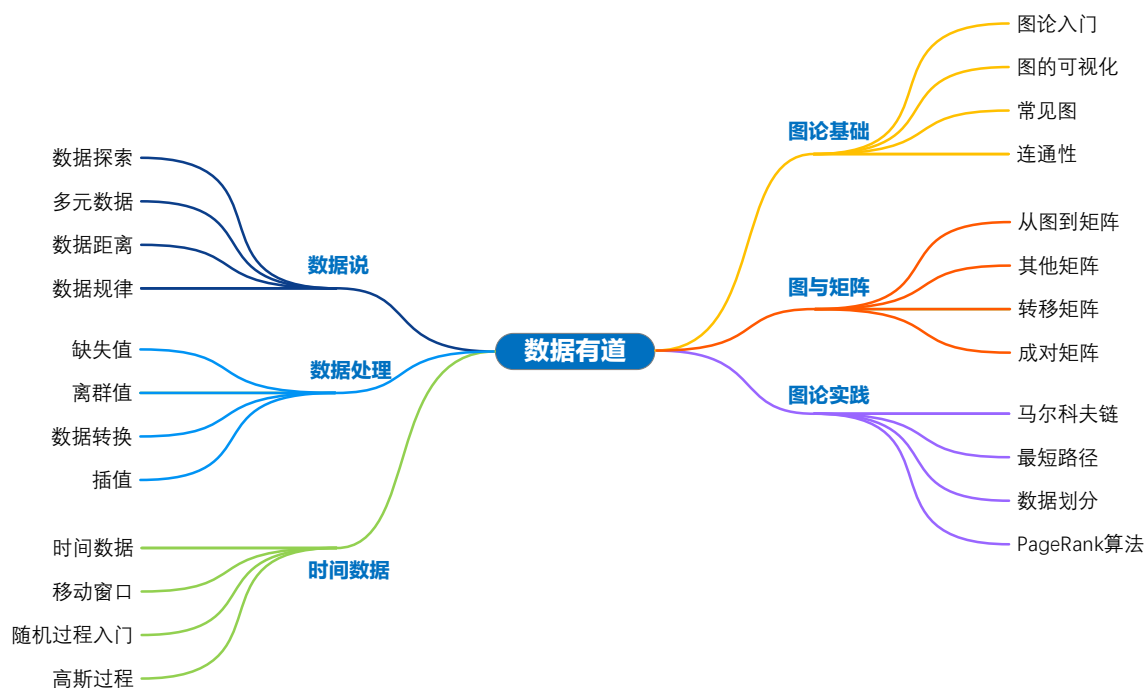 数据有道
数据说
数据探索
多元数据
数据距离
数据规律
数据处理
缺失值
离群值
数据转换
插值
时间数据
时间数据
移动窗口
随机过程入门
高斯过程
图论基础
图论入门
图的可视化
常见图
连通性
图与矩阵
从图到矩阵
其他矩阵
转移矩阵
成对矩阵
图论实践
马尔科夫链
最短路径
数据划分
PageRank算法